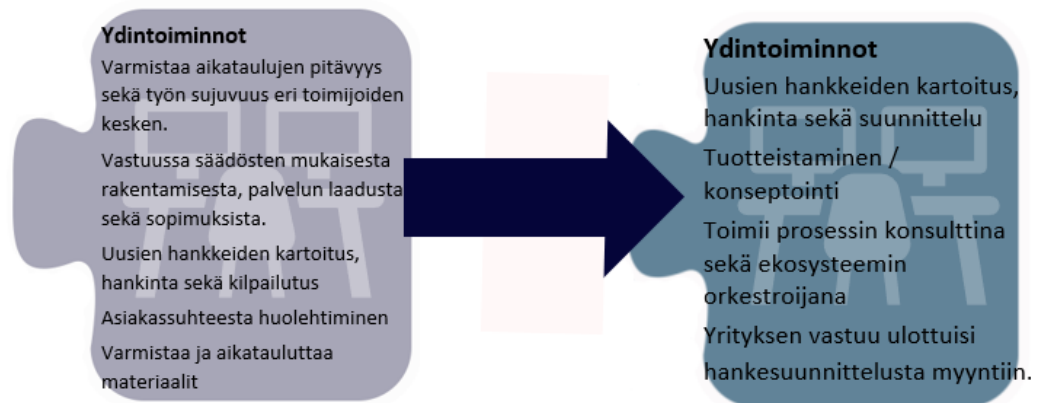 Ydintoiminnot
Varmistaa aikataulujen pitävyys
sekä työn sujuvuus eri toimijoiden
kesken.
Vastuussa säädösten mukaisesta
rakentamisesta, palvelun laadusta
sekä sopimuksista.
Uusien hankkeiden kartoitus,
hankinta sekä kilpailutus
Asiakassuhteesta huolehtiminen
Varmistaa ja aikatauluttaa
materiaalit
Ydintoiminnot
Uusien hankkeiden kartoitus,
hankinta sekä suunnittelu
Tuotteistaminen /
konseptointi
Toimii prosessin konsulttina
sekä ekosysteemin
orkestroijana
Yrityksen vastuu ulottuisi
hankesuunnittelusta myyntiin.